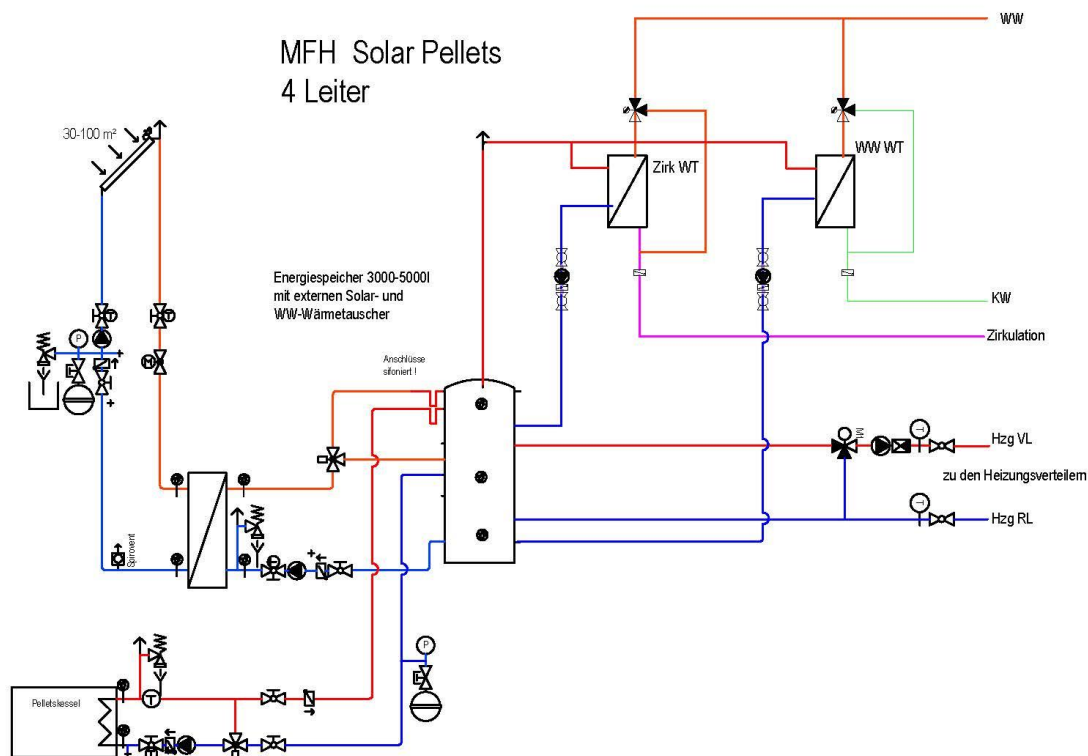 MFH Solar Pellets
4 Leiter
WW
30-100 m²
Zirk WT
WW WT
Energiespeicher 3000-5000l
mit externen Solar- und
WW-Wärmetauscher
KW
Zirkulation
P
M
Anschlüsse
sifoniert !
M
T
Hzg VL
zu den Heizungsverteilern
T
Hzg RL
Spirovent
P
Pelletskessel
T